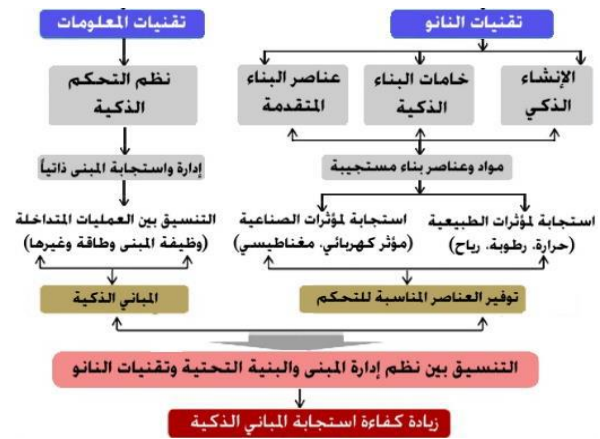 تقنيات النانو
تقنيات المعلومات
الإنشاء
الذكي
خامات البناء
الذكية
عناصر البناء
المتقدمة
نظم التحكم
الذكية
مواد وعناصر بناء مستجيبة
إدارة واستجابة المبنى ذاتياً
استجابة لمؤثرات الطبيعية
(حرارة، رطوبة، رياح)
استجابة لمؤثرات الصناعية
(مؤثر كهربائي، مغناطيسي)
التنسيق بين العمليات المتداخلة
(وظيفة المبنى وطاقة وغيرها)
توفير العناصر المناسبة للتحكم
المباني الذكية
التنسيق بين نظم إدارة المبنى والبنية التحتية وتقنيات النانو
زيادة كفاءة استجابة المباني الذكية